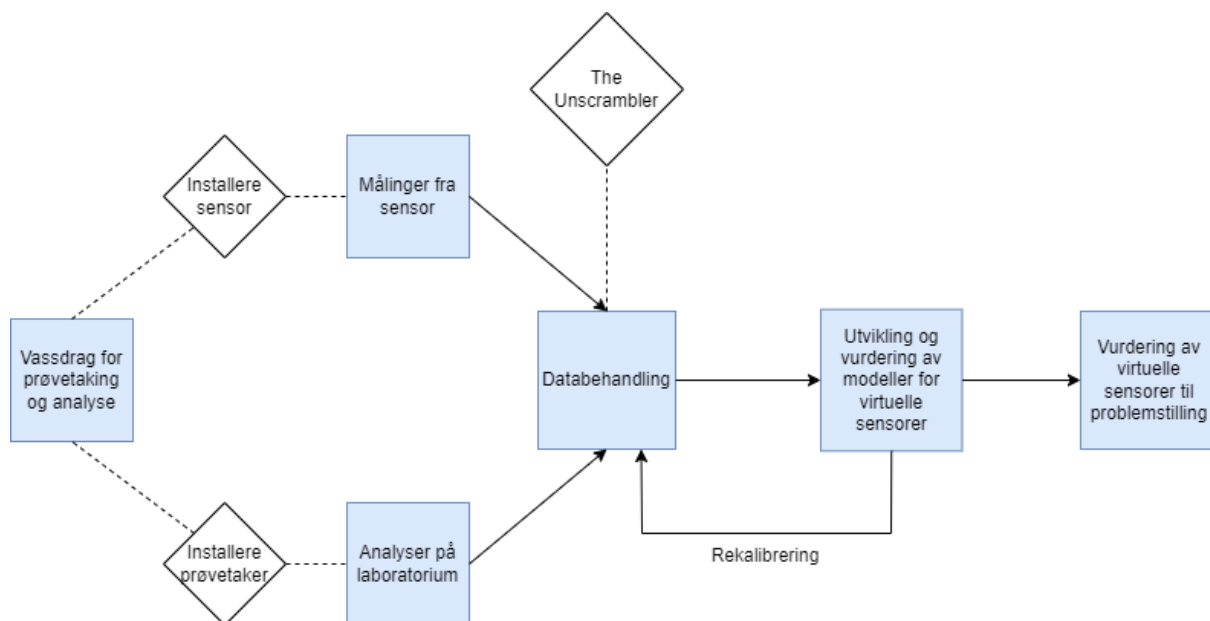 The
Unscrambler
Installere
sensor
Målinger fra
sensor
Vassdrag for
prøvetaking
og analyse
Databehandling
Utvikling og
vurdering av
modeller for
virtuelle
sensorer
Vurdering av
virtuelle
sensorer til
problemstilling
Installere
prøvetaker
Analyser på
laboratorium
Rekalibrering